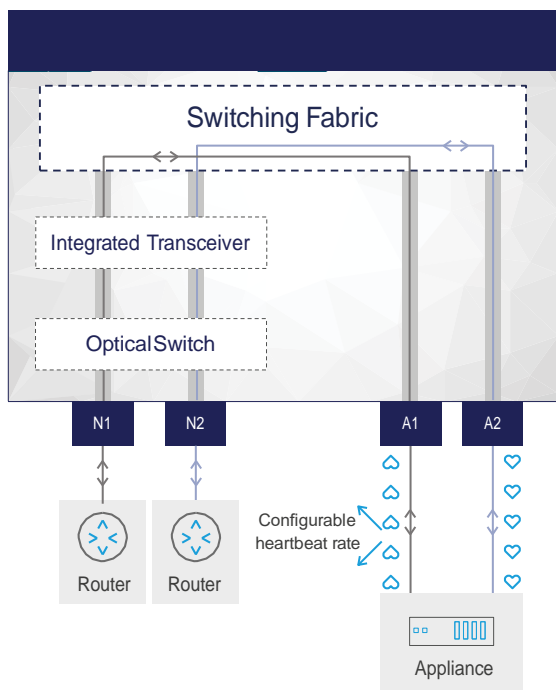 Switching Fabric
Integrated Transceiver
OpticalSwitch
N1
N2
A1
A2
Configurable
heartbeat rate
Router
Router
Appliance